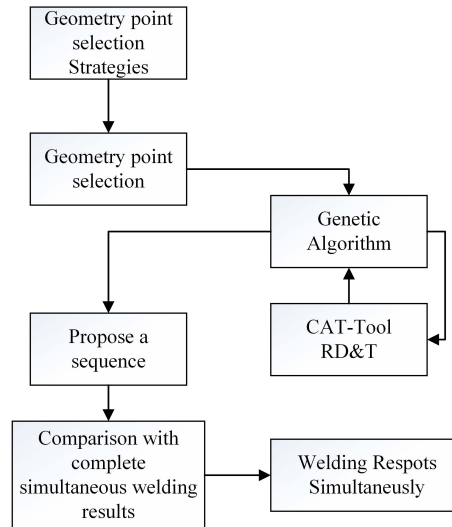 Geometry point
selection
Strategies
Geometry point
selection
Genetic
Algorithm
CAT-Tool
RD&T
Propose a
sequence
Comparison with
complete
simultaneous welding
results
Welding Respots
Simultaneusly